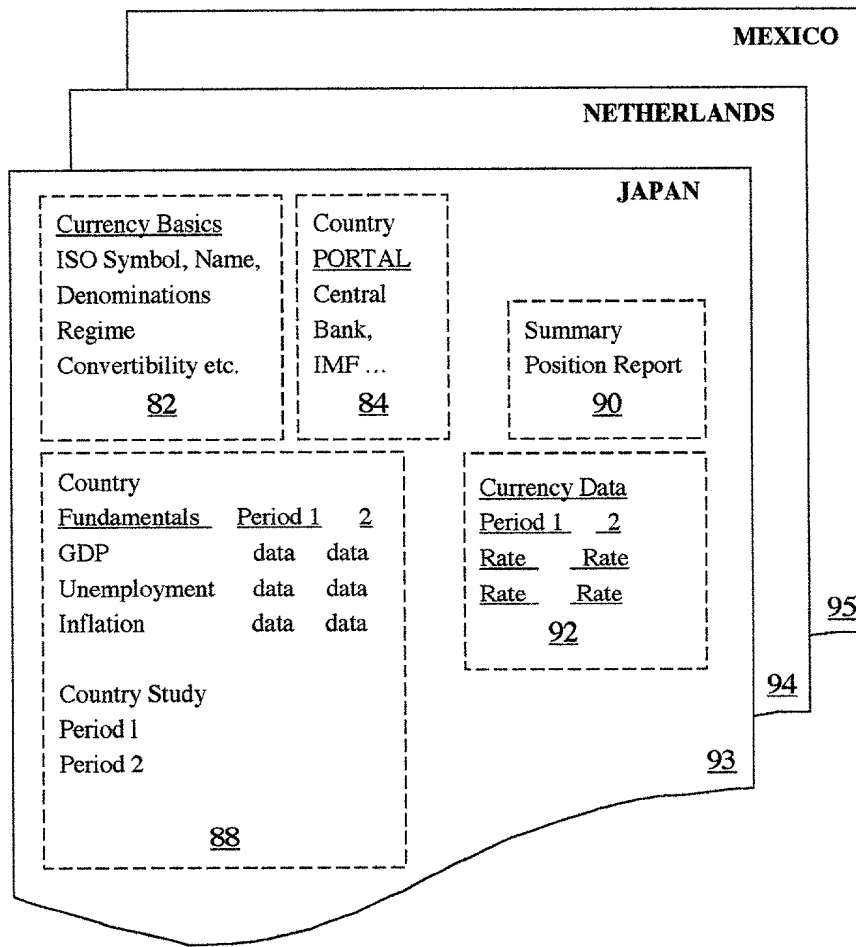 MEXICO
NETHERLANDS
JAPAN
Currency Basics
ISO Symbol, Name,
Denominations
Regime
Convertibility etc.
82
Country
PORTAL
Central
Bank,
IMF ...
84
Summary
Position Report
90
Country
Fundamentals Period 1 2
GDP data data
Unemployment data data
Inflation data data
Country Study
Period 1
Period 2
88
Currency Data
Period 1 2
Rate Rate
Rate Rate
92
93
94
95